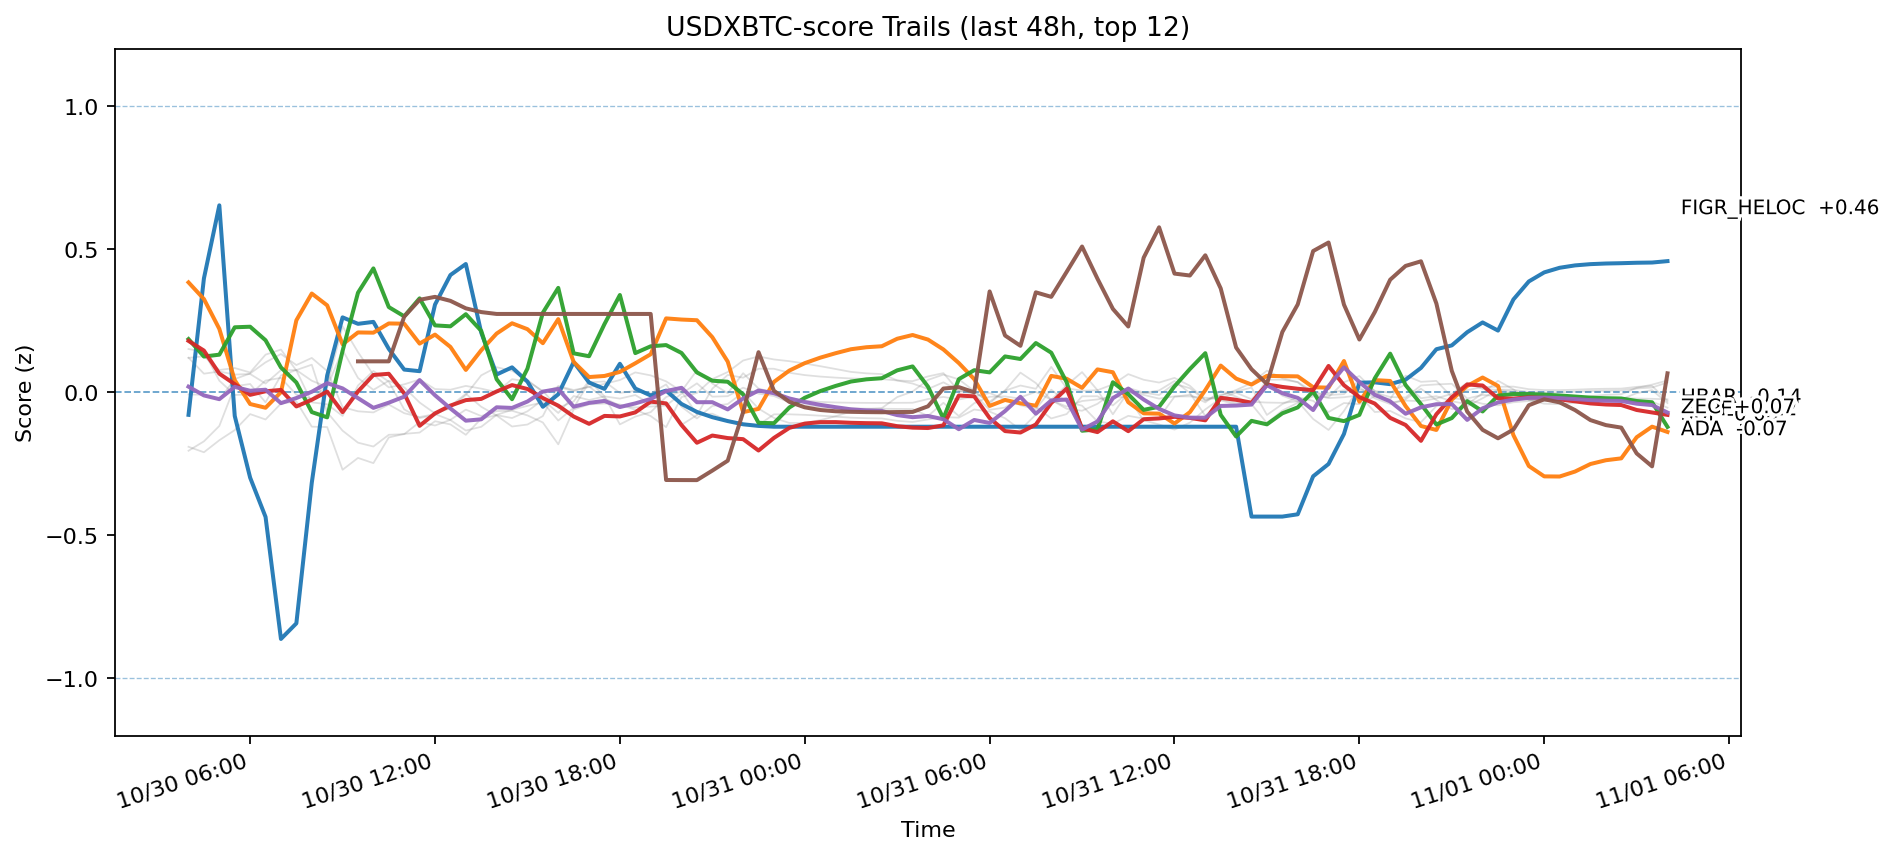 USDXBTC-score Trails (last 48h, top 12)
Score (z)
1.0
0.5
0.0
−0.5
−1.0
FIGR_HELOC +0.46
HBAR -0.14
ZEC +0.07
ADA -0.07
10/30 06:00
10/30 12:00
10/30 18:00
10/31 00:00
10/31 06:00
10/31 12:00
10/31 18:00
11/01 00:00
11/01 06:00
Time